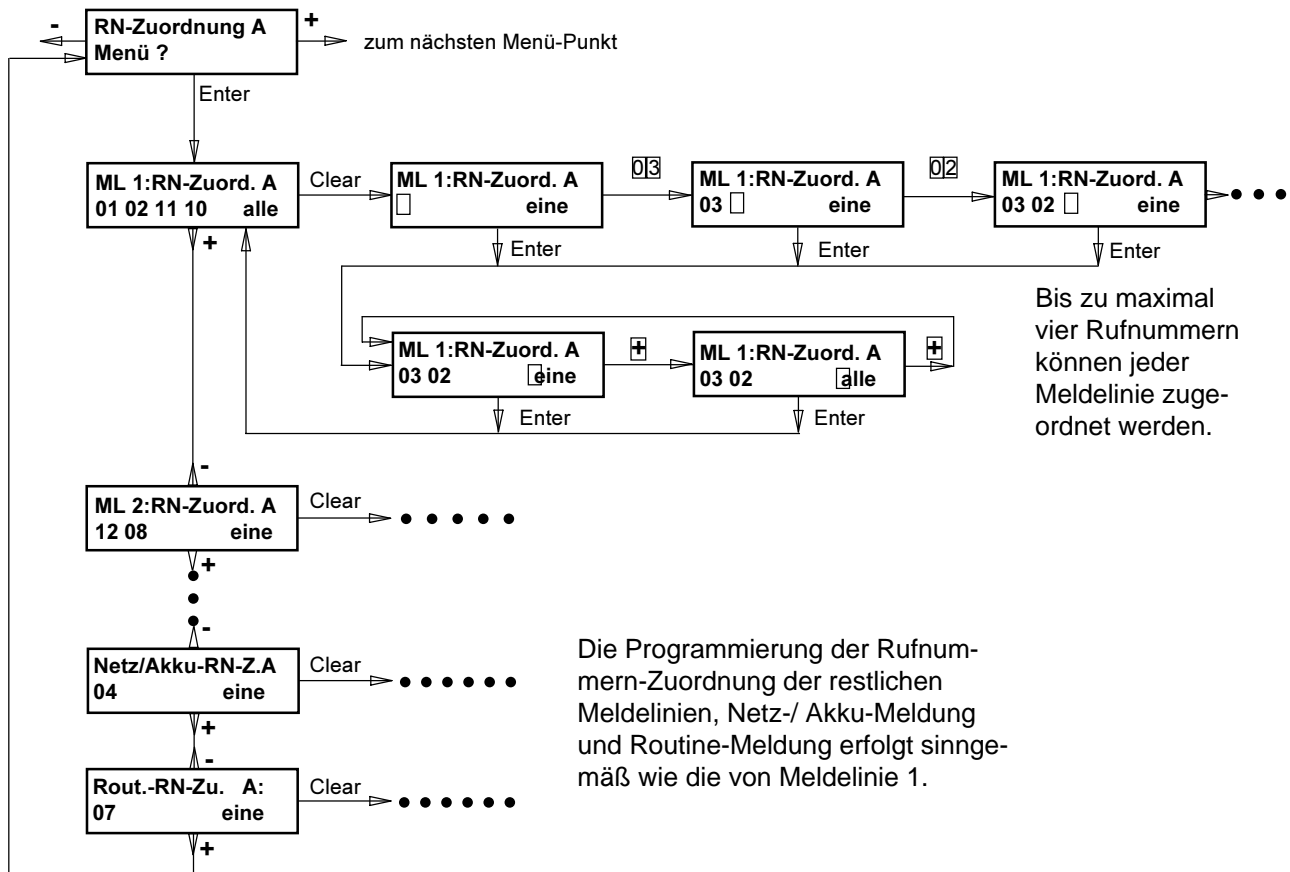 -
RN-Zuordnung A
Menü ?
+
zum nächsten Menü-Punkt
Enter
ML 1:RN-Zuord. A
01 02 11 10 alle
Clear
ML 1:RN-Zuord. A
eine
03
ML 1:RN-Zuord. A
03 eine
02
ML 1:RN-Zuord. A
03 02 eine
+
Enter
Enter
Enter
Bis zu maximal
vier Rufnummern
können jeder
Meldelinie zuge-
ordnet werden.
ML 1:RN-Zuord. A
03 02 eine
+
ML 1:RN-Zuord. A
03 02 alle
+
Enter
Enter
-
ML 2:RN-Zuord. A
12 08 eine
Clear
+
-
Netz/Akku-RN-Z.A
04 eine
Clear
+
-
Rout.-RN-Zu. A:
07 eine
Clear
+
Die Programmierung der Rufnum-
mern-Zuordnung der restlichen
Meldelinien, Netz-/ Akku-Meldung
und Routine-Meldung erfolgt sinnge-
mäß wie die von Meldelinie 1.